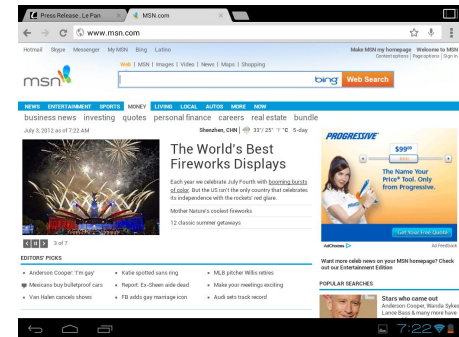 Press Release..Le Pan
MSN.com
www.msn.com
Hotmail Skype Messenger My MSN Bing Latino
Make MSN my homepage Welcome to MSN
Content options | Page options | Sign in
Web | MSN | Images | Video | News | Maps | Shopping
msn
bing Web Search
NEWS ENTERTAINMENT SPORTS MONEY LIVING LOCAL AUTOS MORE NOW
business news investing quotes personal finance careers real estate bundle
July 3, 2012 as of 7:22 AM
Shenzhen, CHN | 33°/ 25° °F °C 5-day
The World's Best
Fireworks Displays
Each year we celebrate July Fourth with booming bursts
of color. But the US isn't the only country that celebrates
its independence with the rockets' red glare.
Mother Nature's coolest fireworks
12 classic summer getaways
3 of 7
PROGRESSIVE
$99
The Name Your
Price® Tool. Only
from Progressive.
Get Your Free Quote
AdChoices
Ad Feedback
EDITORS' PICKS
Anderson Cooper: 'I'm gay'
Mexicans buy bulletproof cars
Van Halen cancels shows
Katie spotted sans ring
Report: Ex-Sheen aide dead
FB adds gay marriage icon
MLB pitcher Willis retires
Make your meetings exciting
Audi sets track record
Want more celeb news on your MSN homepage? Check
out our Entertainment Edition
POPULAR SEARCHES
Stars who came out
Anderson Cooper, Wanda Sykes
Lance Bass & many more have
7:22